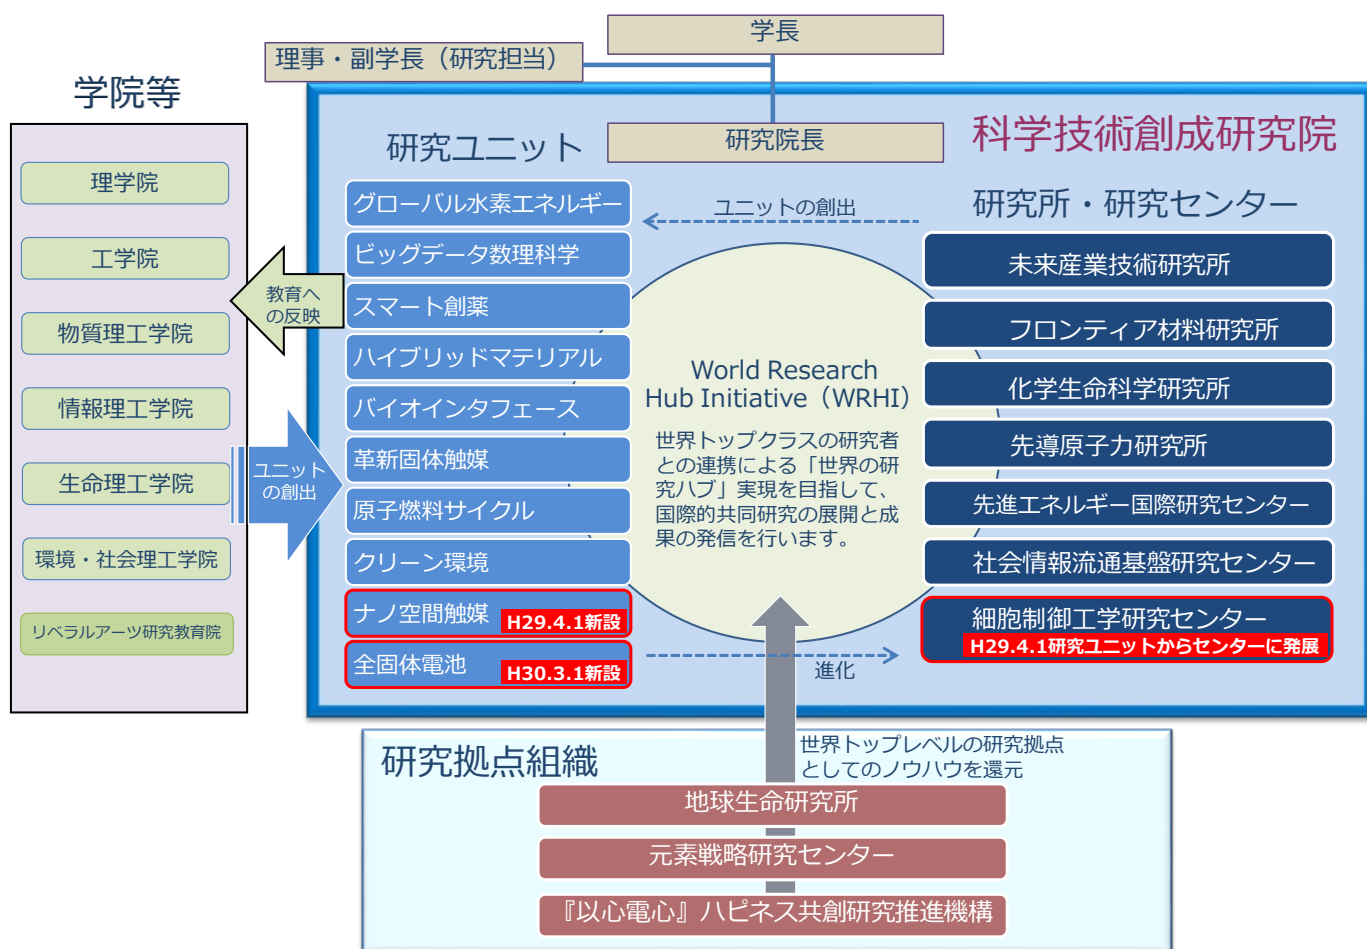 学長
理事・副学長（研究担当）
研究院長
学院等
理学院
工学院
物質理工学院
情報理工学院
生命理工学院
環境・社会理工学院
リベラルアーツ研究教育院
教育へ
の反映
ユニット
の創出
研究ユニット
グローバル水素エネルギー
ビッグデータ数理科学
スマート創薬
ハイブリッドマテリアル
バイオインタフェース
革新固体触媒
原子燃料サイクル
クリーン環境
ナノ空間触媒 H29.4.1新設
全固体電池 H30.3.1新設
ユニットの創出
World Research
Hub Initiative（WRHI）
世界トップクラスの研究者
との連携による「世界の研
究ハブ」実現を目指して、
国際的共同研究の展開と成
果の発信を行います。
進化
科学技術創成研究院
研究所・研究センター
未来産業技術研究所
フロンティア材料研究所
化学生命科学研究所
先導原子力研究所
先進エネルギー国際研究センター
社会情報流通基盤研究センター
細胞制御工学研究センター
H29.4.1研究ユニットからセンターに発展
研究拠点組織
世界トップレベルの研究拠点
としてのノウハウを還元
地球生命研究所
元素戦略研究センター
『以心電心』ハピネス共創研究推進機構